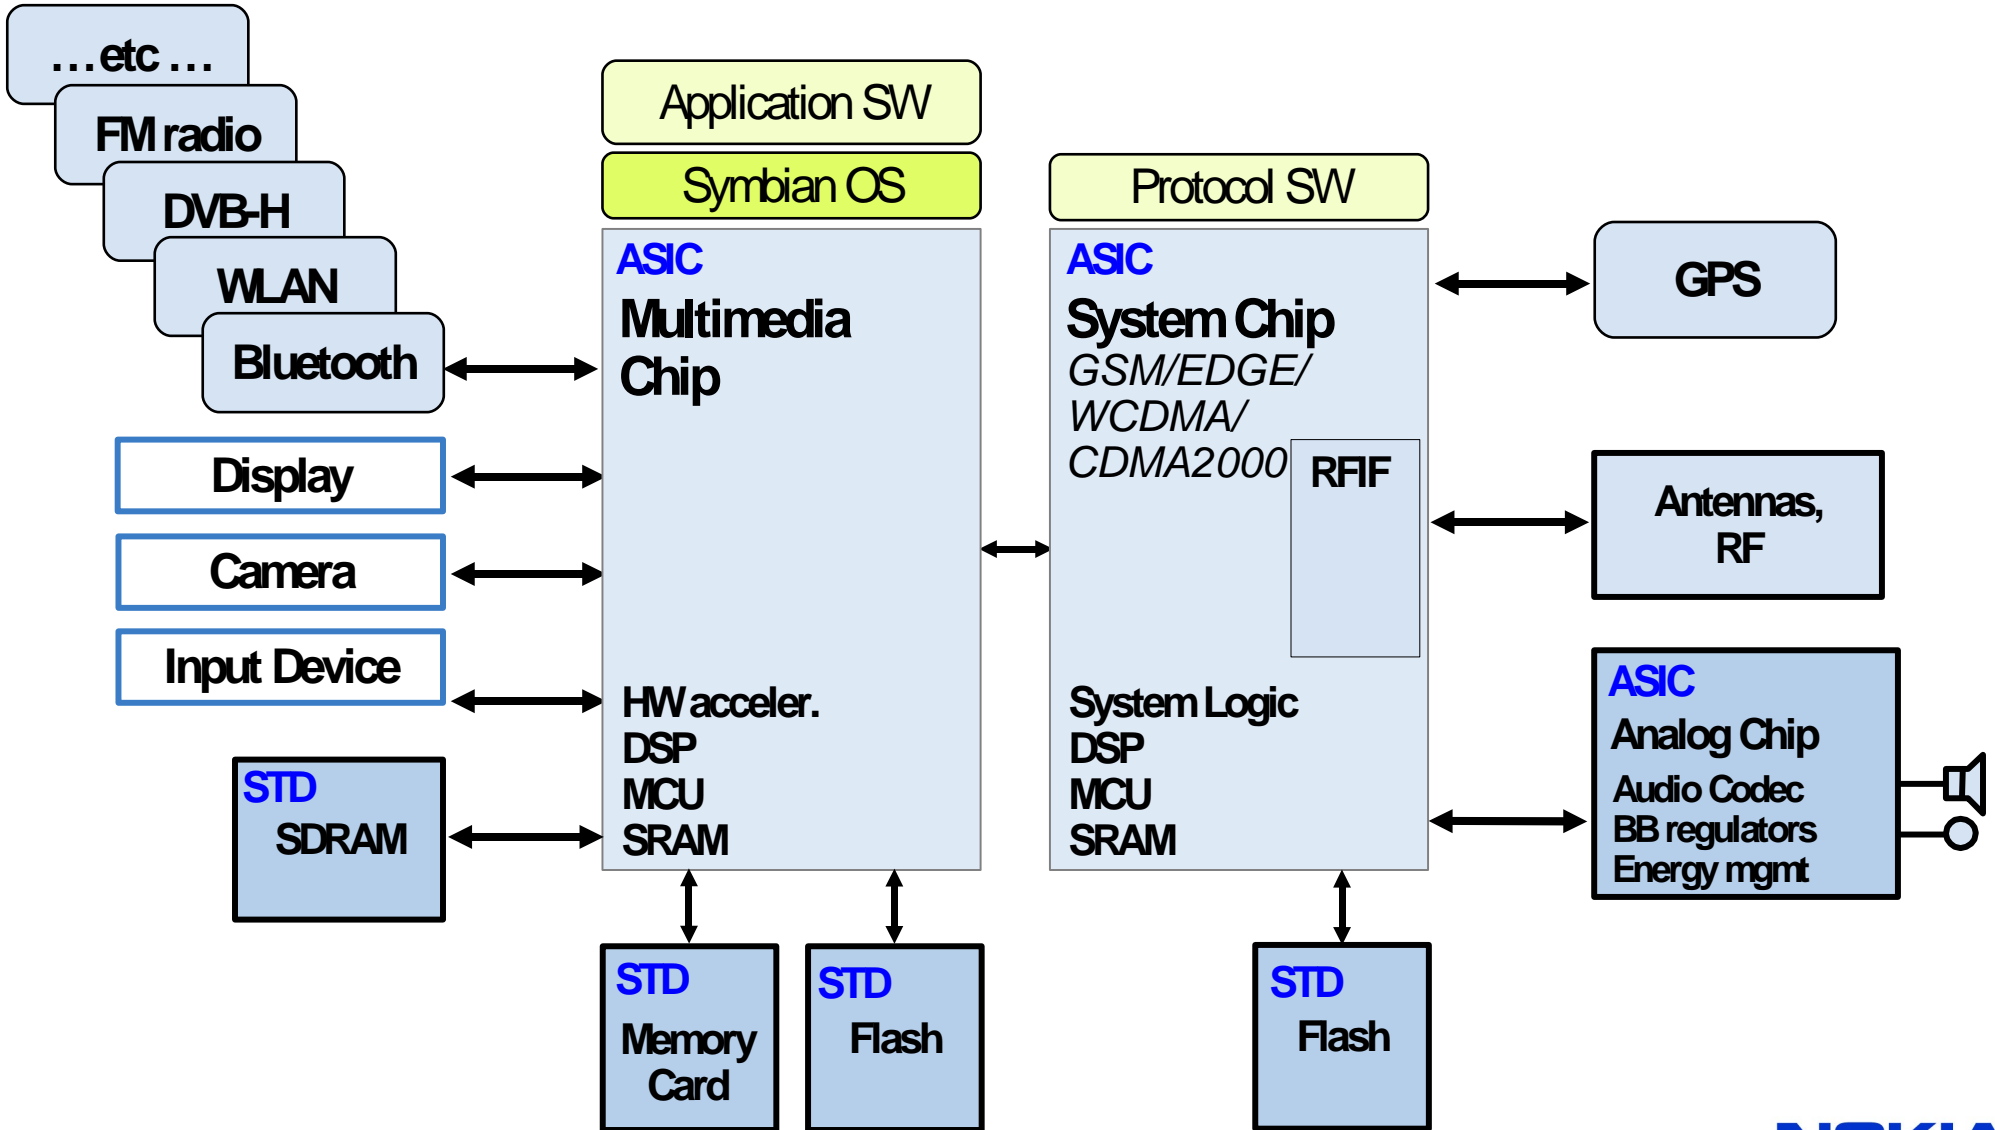 …etc…
FM radio
DVB-H
WLAN
Bluetooth
Display
Camera
Input Device
STD
SDRAM
Application SW
Symbian OS
ASIC
Multimedia
Chip
HW acceler.
DSP
MCU
SRAM
STD
Memory
Card
STD
Flash
Protocol SW
ASIC
System Chip
GSM/EDGE/
WCDMA/
CDMA2000
RFIF
System Logic
DSP
MCU
SRAM
STD
Flash
GPS
Antennas,
RF
ASIC
Analog Chip
Audio Codec
BB regulators
Energy mgmt
NOKIA